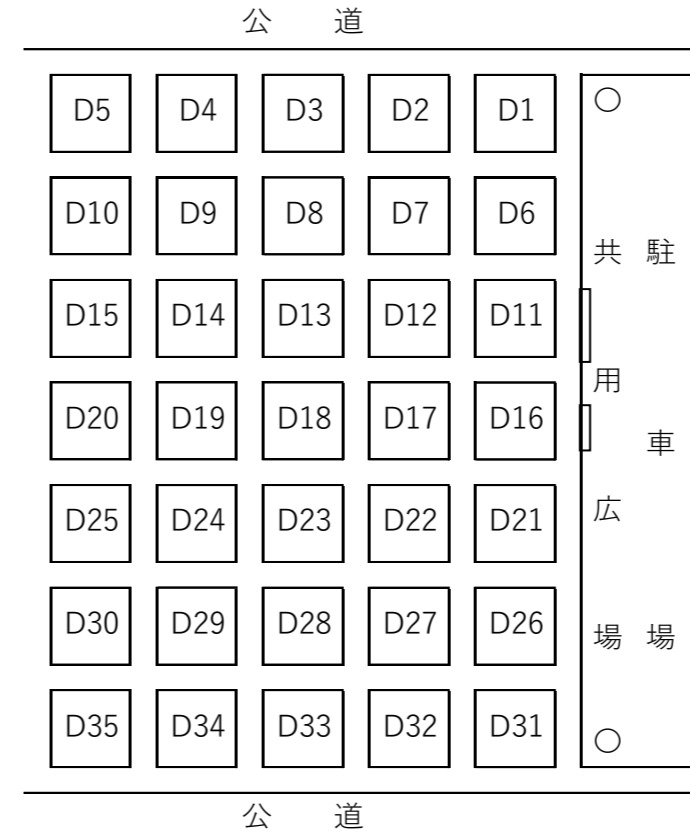 公　道
D5 D4 D3 D2 D1
D10 D9 D8 D7 D6
D15 D14 D13 D12 D11
D20 D19 D18 D17 D16
D25 D24 D23 D22 D21
D30 D29 D28 D27 D26
D35 D34 D33 D32 D31
共用広場
駐車場
公　道